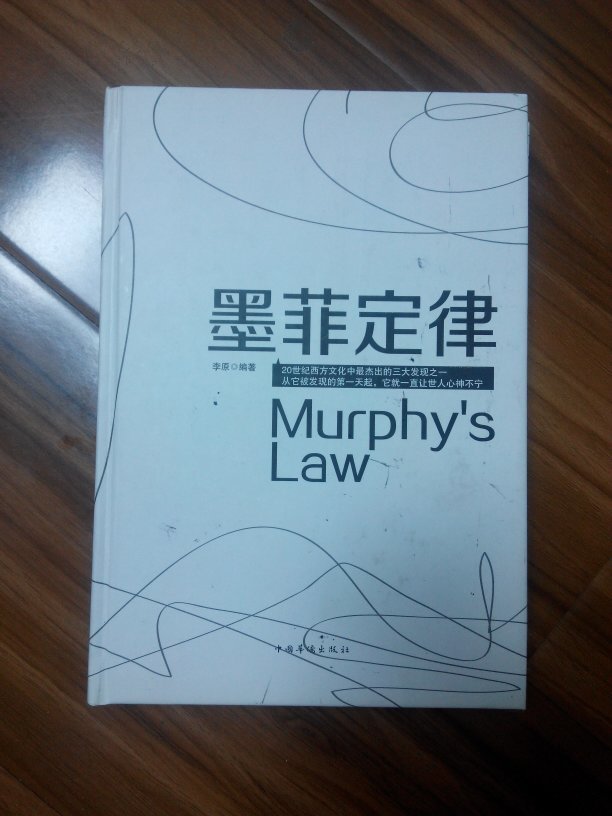 墨菲定律
李原◎编著
20世纪西方文化中最杰出的三大发现之一
从它被发现的第一天起，它就一直让世人心神不宁
Murphy's
Law
中国华侨出版社